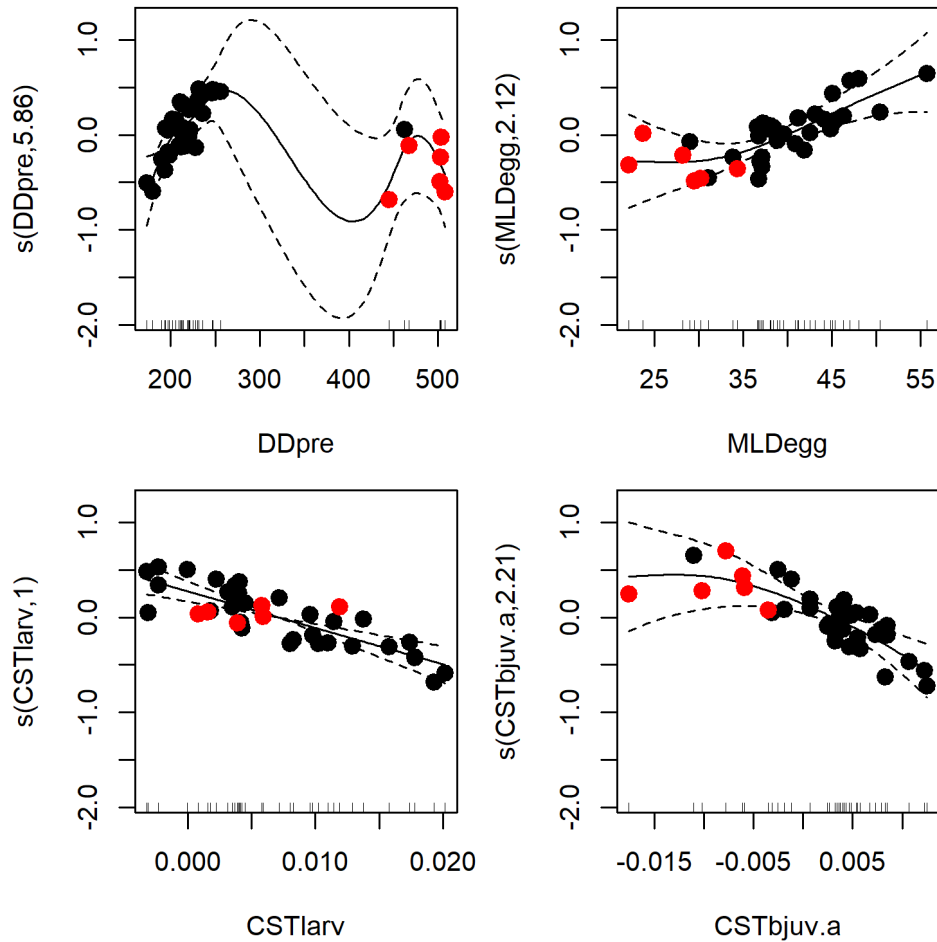 s(DDpre,5.86)
1.0
0.0
-1.0
-2.0
200 300 400 500
DDpre
s(MLDegg,2.12)
1.0
0.0
-1.0
-2.0
25 35 45 55
MLDegg
s(CSTlarv,1)
1.0
0.0
-1.0
-2.0
0.000 0.010 0.020
CSTlarv
s(CSTbjuv.a,2.21)
1.0
0.0
-1.0
-2.0
-0.015 -0.005 0.005
CSTbjuv.a